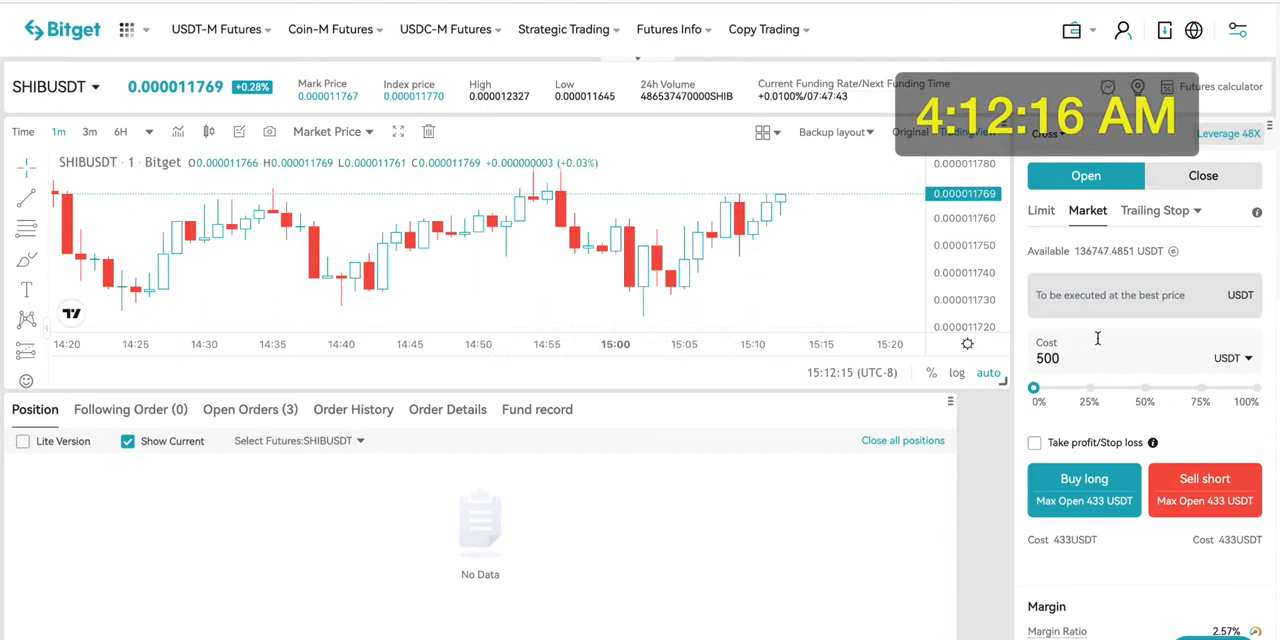 Bitget
USDT-M Futures
Coin-M Futures
USDC-M Futures
Strategic Trading
Futures Info
Copy Trading
SHIBUSDT
0.000011769
+0.28%
Mark Price
0.000011767
Index price
0.000011770
High
0.000012327
Low
0.000011645
24h Volume
486537470000SHIB
Current Funding Rate/Next Funding Time
+0.0100%/07:47:43
Futures calculator
4:12:16 AM
Time
1m
3m
6H
Market Price
Backup layout
Original
TradingView
Cross
Leverage 48X
SHIBUSDT · 1 · Bitget O0.000011766 H0.000011769 L0.000011761 C0.000011769 +0.000000003 (+0.03%)
0.000011780
0.000011769
0.000011760
0.000011750
0.000011740
0.000011730
0.000011720
14:20
14:25
14:30
14:35
14:40
14:45
14:50
14:55
15:00
15:05
15:10
15:15
15:20
15:12:15 (UTC-8)
%
log
auto
Open
Close
Limit
Market
Trailing Stop
Available 136747.4851 USDT
To be executed at the best price
USDT
Cost
500
USDT
0%
25%
50%
75%
100%
Take profit/Stop loss
Buy long
Max Open 433 USDT
Sell short
Max Open 433 USDT
Cost 433USDT
Cost 433USDT
Margin
Margin Ratio
2.57%
Position
Following Order (0)
Open Orders (3)
Order History
Order Details
Fund record
Lite Version
Show Current
Select Futures:SHIBUSDT
Close all positions
No Data